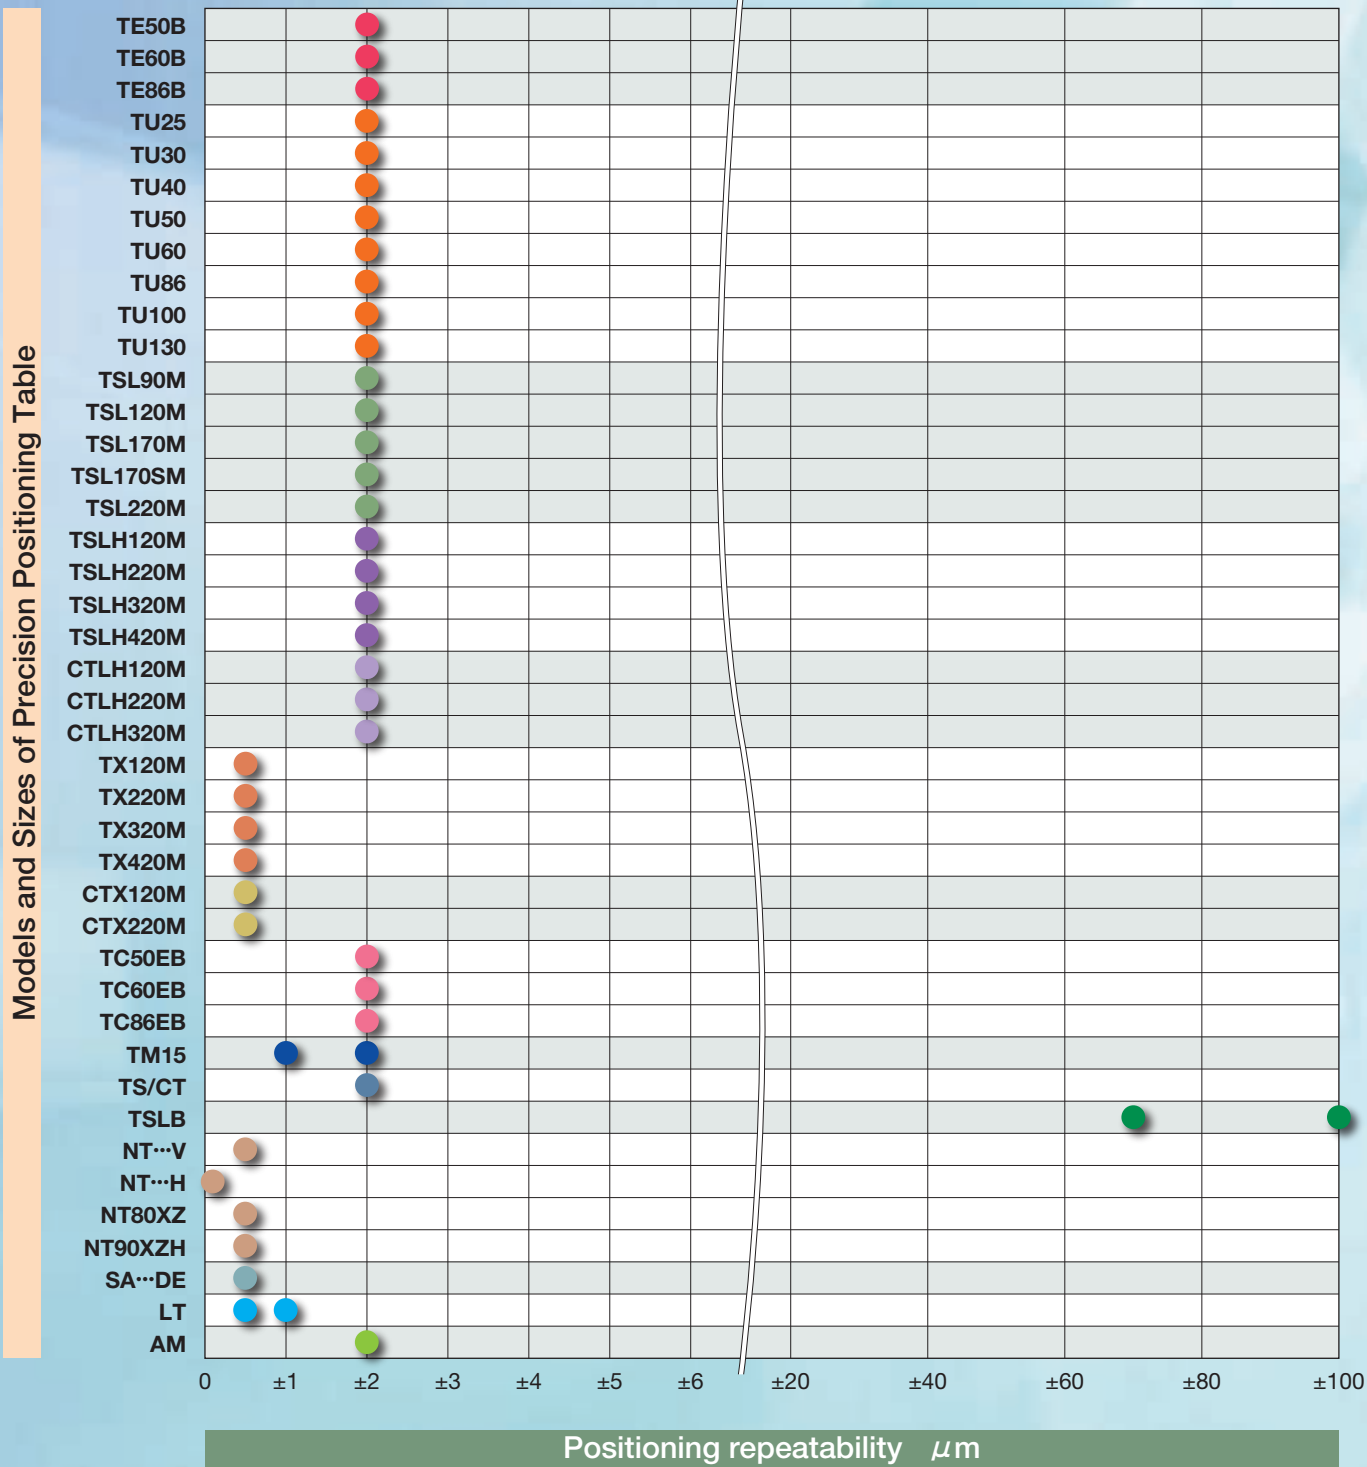 Models and Sizes of Precision Positioning Table
TE50B
TE60B
TE86B
TU25
TU30
TU40
TU50
TU60
TU86
TU100
TU130
TSL90M
TSL120M
TSL170M
TSL170SM
TSL220M
TSLH120M
TSLH220M
TSLH320M
TSLH420M
CTLH120M
CTLH220M
CTLH320M
TX120M
TX220M
TX320M
TX420M
CTX120M
CTX220M
TC50EB
TC60EB
TC86EB
TM15
TS/CT
TSLB
NT···V
NT···H
NT80XZ
NT90XZH
SA···DE
LT
AM
0 ±1 ±2 ±3 ±4 ±5 ±6 ±20 ±40 ±60 ±80 ±100
Positioning repeatability μm